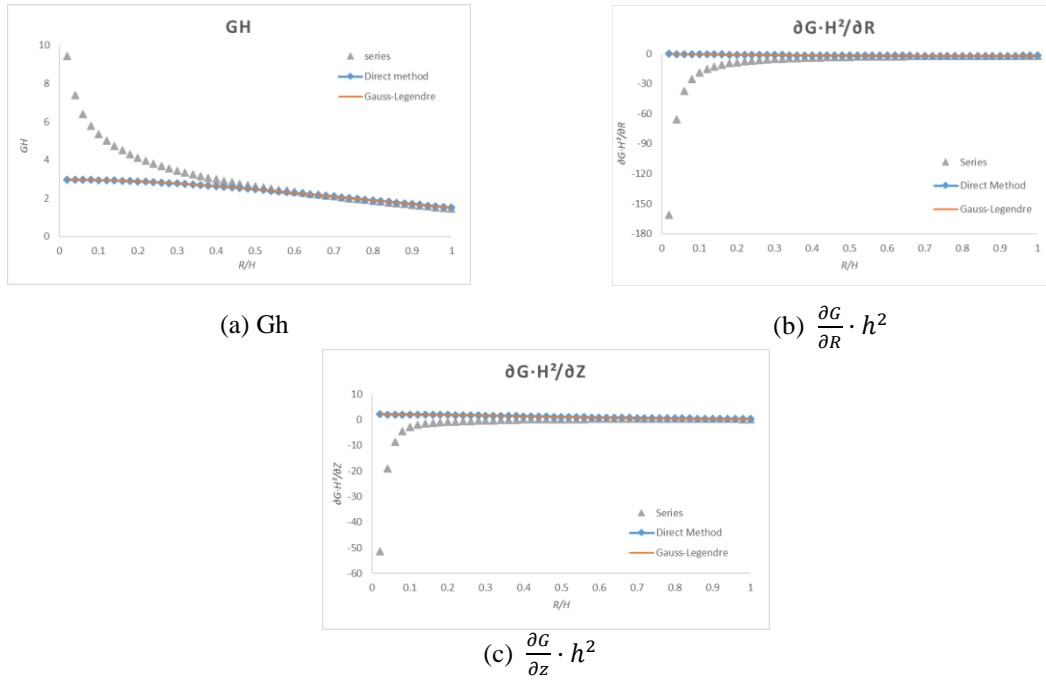 GH
10
8
6
4
2
0
GH
series
Direct method
Gauss-Legendre
0 0.1 0.2 0.3 0.4 0.5 0.6 0.7 0.8 0.9 1
R/H
(a) Gh
∂G·H²/∂R
0
-30
-60
-90
-120
-150
-180
∂G·H²/∂R
Series
Direct Method
Gauss-Legendre
0 0.1 0.2 0.3 0.4 0.5 0.6 0.7 0.8 0.9 1
R/H
(b) ∂G/∂R · h²
∂G·H²/∂Z
10
0
-10
-20
-30
-40
-50
-60
∂G·H²/∂Z
Series
Direct Method
Gauss-Legendre
0 0.1 0.2 0.3 0.4 0.5 0.6 0.7 0.8 0.9 1
R/H
(c) ∂G/∂z · h²